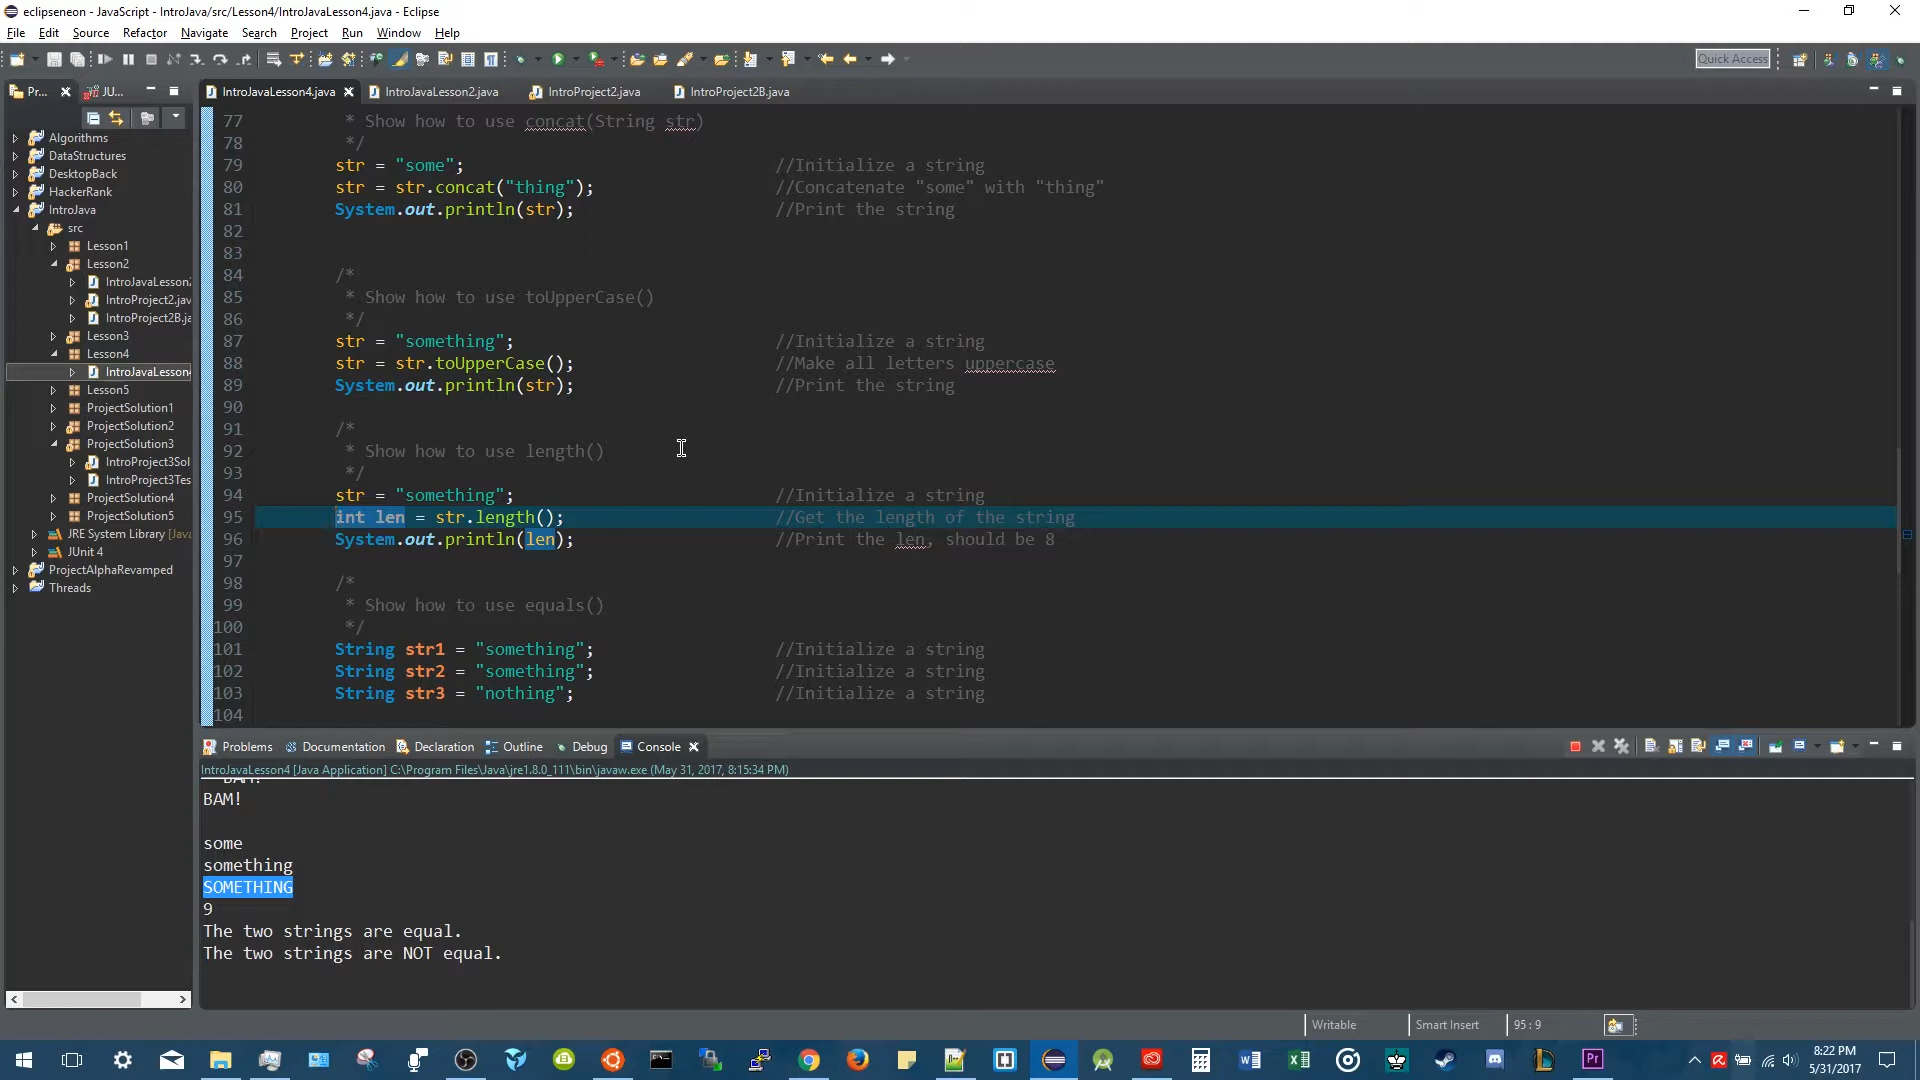 eclipseneon - JavaScript - IntroJava/src/Lesson4/IntroJavaLesson4.java - Eclipse
File Edit Source Refactor Navigate Search Project Run Window Help
Quick Access
Pr... JU...
IntroJavaLesson4.java IntroJavaLesson2.java IntroProject2.java IntroProject2B.java
Algorithms
DataStructures
DesktopBack
HackerRank
IntroJava
src
Lesson1
Lesson2
IntroJavaLesson2
IntroProject2.jav
IntroProject2B.ja
Lesson3
Lesson4
IntroJavaLesson4
Lesson5
ProjectSolution1
ProjectSolution2
ProjectSolution3
IntroProject3Sol
IntroProject3Tes
ProjectSolution4
ProjectSolution5
JRE System Library [Java
JUnit 4
ProjectAlphaRevamped
Threads
77 * Show how to use concat(String str)
78 */
79 str = "some"; //Initialize a string
80 str = str.concat("thing"); //Concatenate "some" with "thing"
81 System.out.println(str); //Print the string
82
83
84 /*
85 * Show how to use toUpperCase()
86 */
87 str = "something"; //Initialize a string
88 str = str.toUpperCase(); //Make all letters uppercase
89 System.out.println(str); //Print the string
90
91 /*
92 * Show how to use length()
93 */
94 str = "something"; //Initialize a string
95 int len = str.length(); //Get the length of the string
96 System.out.println(len); //Print the len, should be 8
97
98 /*
99 * Show how to use equals()
100 */
101 String str1 = "something"; //Initialize a string
102 String str2 = "something"; //Initialize a string
103 String str3 = "nothing"; //Initialize a string
104
Problems Documentation Declaration Outline Debug Console
IntroJavaLesson4 [Java Application] C:\Program Files\Java\jre1.8.0_111\bin\javaw.exe (May 31, 2017, 8:15:34 PM)
BAM!
BAM!
some
something
SOMETHING
9
The two strings are equal.
The two strings are NOT equal.
Writable Smart Insert 95 : 9
Pr
8:22 PM
5/31/2017